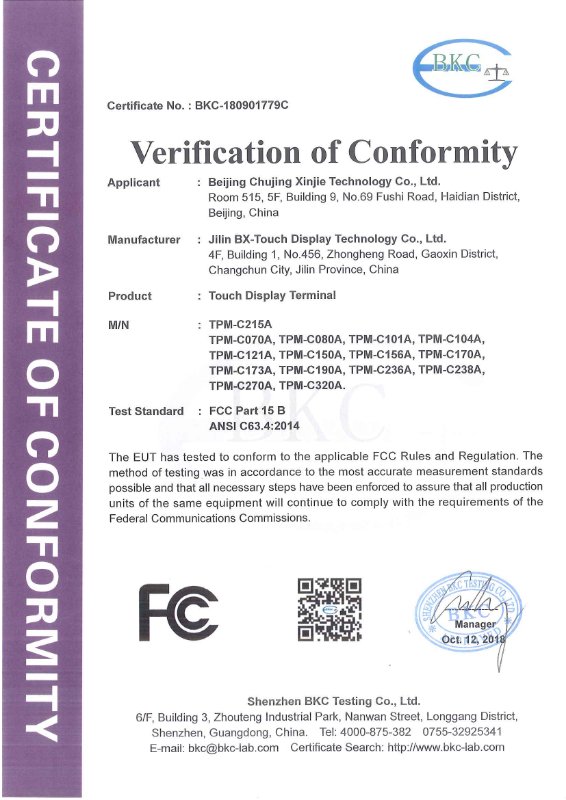 CERTIFICATE OF CONFORMITY
BKC
Certificate No. : BKC-180901779C
Verification of Conformity
Applicant : Beijing Chujing Xinjie Technology Co., Ltd.
Room 515, 5F, Building 9, No.69 Fushi Road, Haidian District,
Beijing, China
Manufacturer : Jilin BX-Touch Display Technology Co., Ltd.
4F, Building 1, No.456, Zhongheng Road, Gaoxin District,
Changchun City, Jilin Province, China
Product : Touch Display Terminal
M/N : TPM-C215A
TPM-C070A, TPM-C080A, TPM-C101A, TPM-C104A,
TPM-C121A, TPM-C150A, TPM-C156A, TPM-C170A,
TPM-C173A, TPM-C190A, TPM-C236A, TPM-C238A,
TPM-C270A, TPM-C320A.
Test Standard : FCC Part 15 B
ANSI C63.4:2014
BKC
The EUT has tested to conform to the applicable FCC Rules and Regulation. The
method of testing was in accordance to the most accurate measurement standards
possible and that all necessary steps have been enforced to assure that all production
units of the same equipment will continue to comply with the requirements of the
Federal Communications Commissions.
FC
SHENZHEN BKC TESTING CO., LTD.
BKC
Manager
Oct. 12, 2018
Shenzhen BKC Testing Co., Ltd.
6/F, Building 3, Zhouteng Industrial Park, Nanwan Street, Longgang District,
Shenzhen, Guangdong, China. Tel: 4000-875-382 0755-32925341
E-mail: bkc@bkc-lab.com Certificate Search: http://www.bkc-lab.com